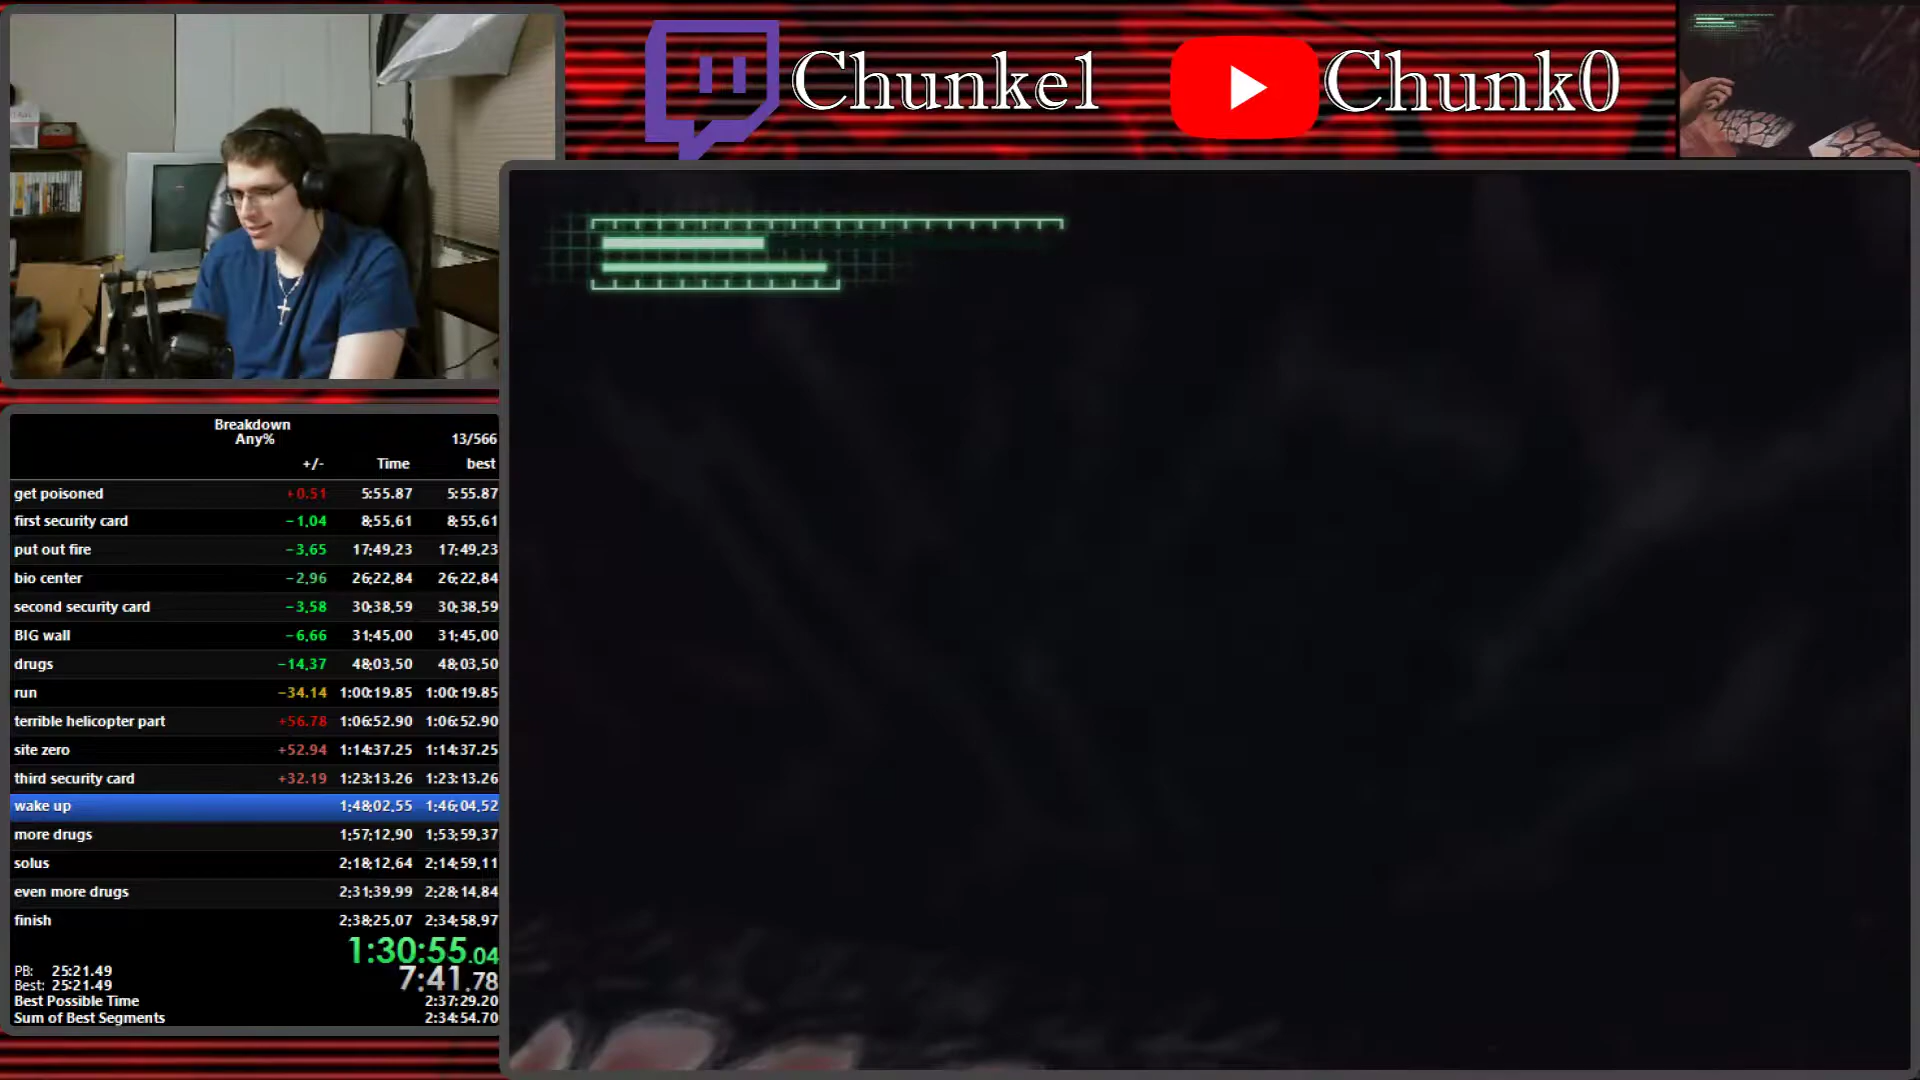 Chunke1
Chunk0
Breakdown
Any% 13/566
+/- Time best
get poisoned +0.51 5:55.87 5:55.87
first security card −1.04 8:55.61 8:55.61
put out fire −3.65 17:49.23 17:49.23
bio center −2.96 26:22.84 26:22.84
second security card −3.58 30:38.59 30:38.59
BIG wall −6.66 31:45.00 31:45.00
drugs −14.37 48:03.50 48:03.50
run −34.14 1:00:19.85 1:00:19.85
terrible helicopter part +56.78 1:06:52.90 1:06:52.90
site zero +52.94 1:14:37.25 1:14:37.25
third security card +32.19 1:23:13.26 1:23:13.26
wake up 1:48:02.55 1:46:04.52
more drugs 1:57:12.90 1:53:59.37
solus 2:18:12.64 2:14:59.11
even more drugs 2:31:39.99 2:28:14.84
finish 2:38:25.07 2:34:58.97
1:30:55.04
7:41.78
PB: 25:21.49
Best: 25:21.49
Best Possible Time 2:37:29.20
Sum of Best Segments 2:34:54.70